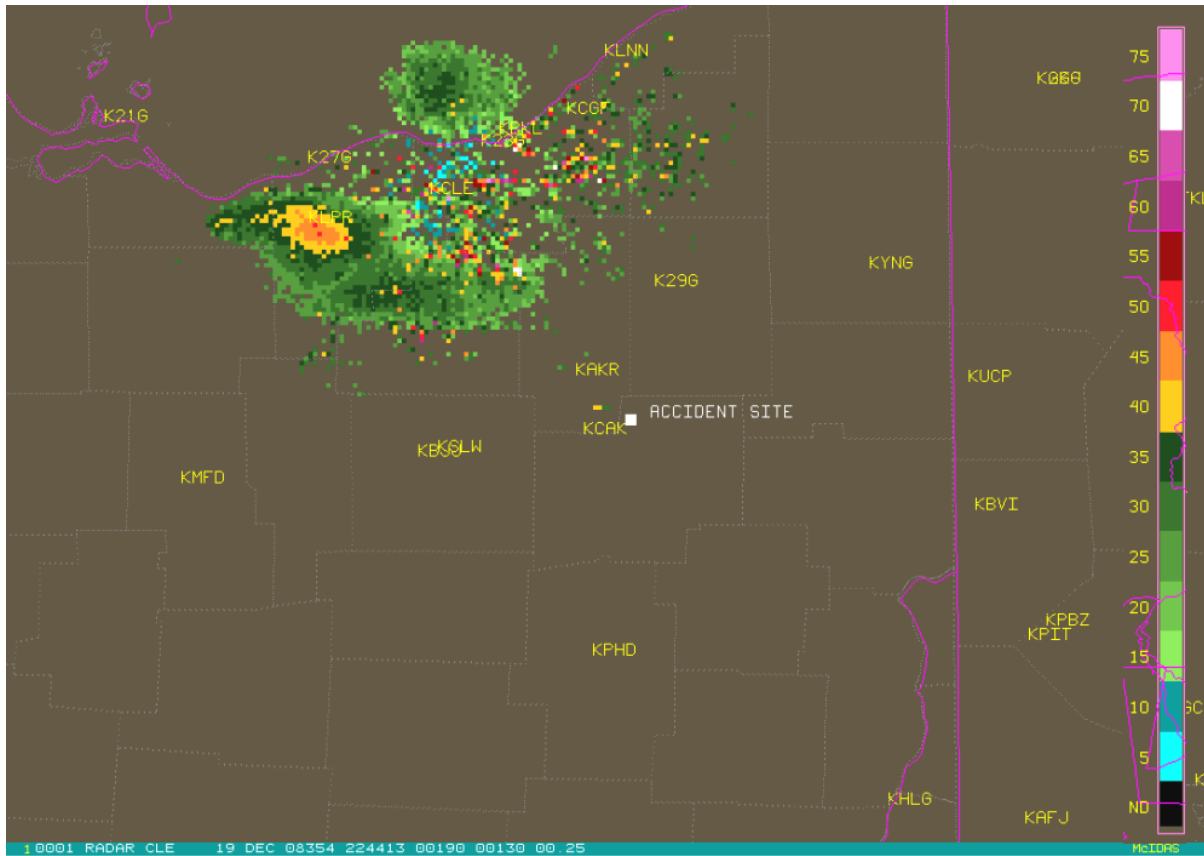 KLNN
75
70
K21G
KCGF
K27G
65
KCLE
60
KLPR
55
KYNG
K29G
50
45
KAKR
KUCP
40
ACCIDENT SITE
KCAK
35
KMFD
30
KBVI
25
20
KPBZ
KPIT
KPHD
15
10
5
KHLG
ND
KAFJ
1 0001 RADAR CLE 19 DEC 08354 224413 00190 00130 00.25
McIDAS